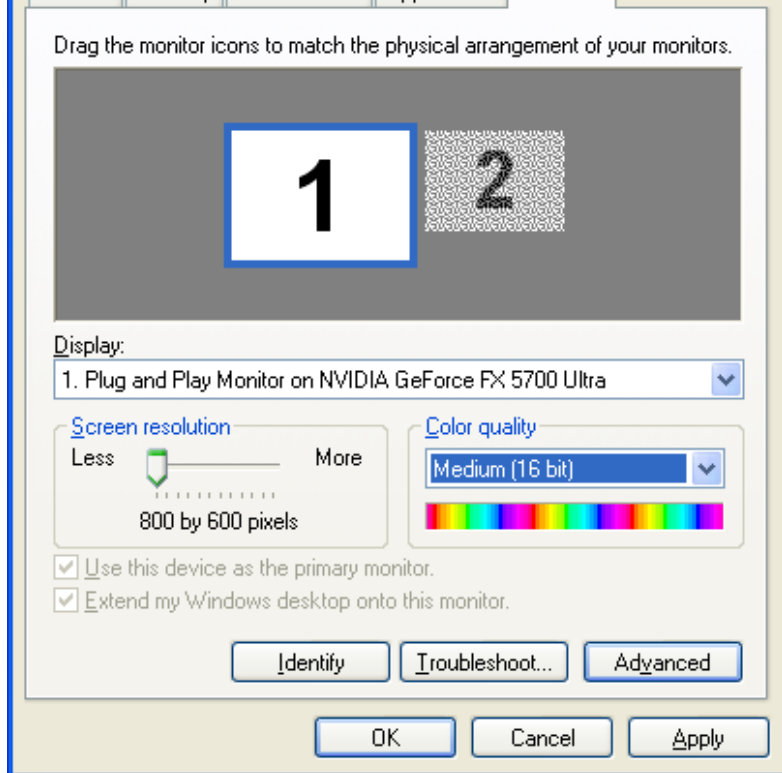 Drag the monitor icons to match the physical arrangement of your monitors.
1
2
Display:
1. Plug and Play Monitor on NVIDIA GeForce FX 5700 Ultra
Screen resolution
Less More
800 by 600 pixels
Color quality
Medium (16 bit)
Use this device as the primary monitor.
Extend my Windows desktop onto this monitor.
Identify Troubleshoot... Advanced
OK Cancel Apply